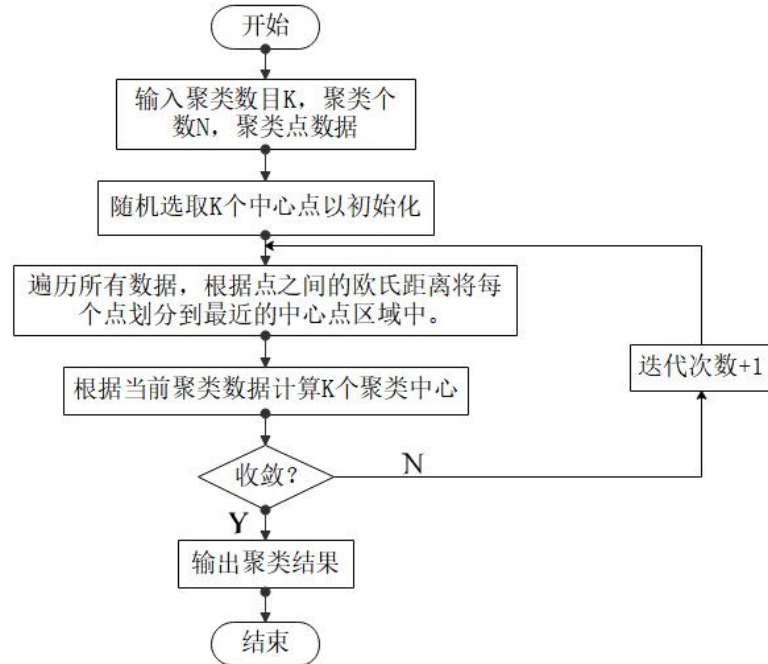 开始
输入聚类数目K，聚类个
数N，聚类点数据
随机选取K个中心点以初始化
遍历所有数据，根据点之间的欧氏距离将每
个点划分到最近的中心点区域中。
迭代次数+1
根据当前聚类数据计算K个聚类中心
收敛？
N
Y
输出聚类结果
结束